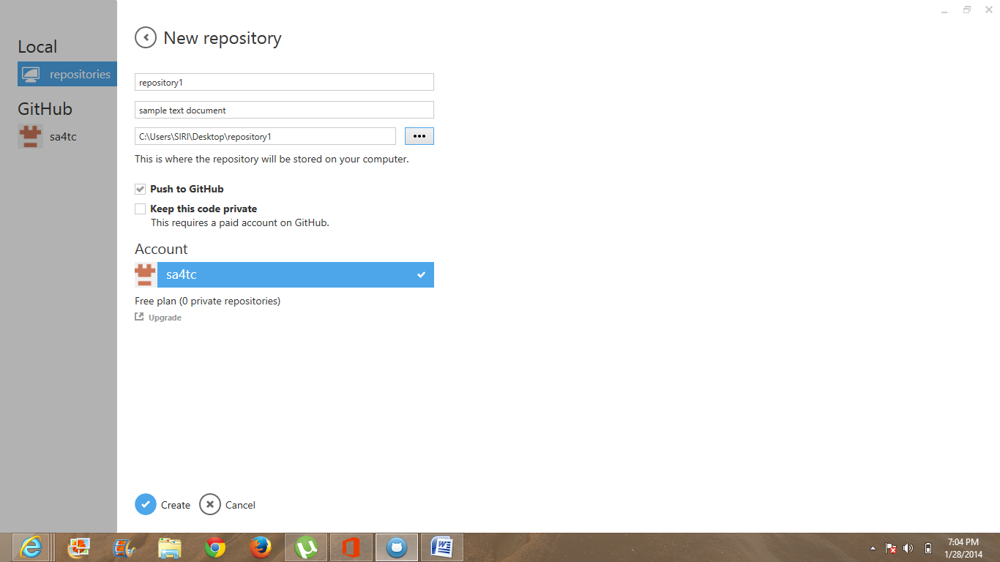 Local
repositories
GitHub
sa4tc
New repository
repository1
sample text document
C:\Users\SIRI\Desktop\repository1
•••
This is where the repository will be stored on your computer.
Push to GitHub
Keep this code private
This requires a paid account on GitHub.
Account
sa4tc
Free plan (0 private repositories)
Upgrade
Create
Cancel
7:04 PM
1/28/2014